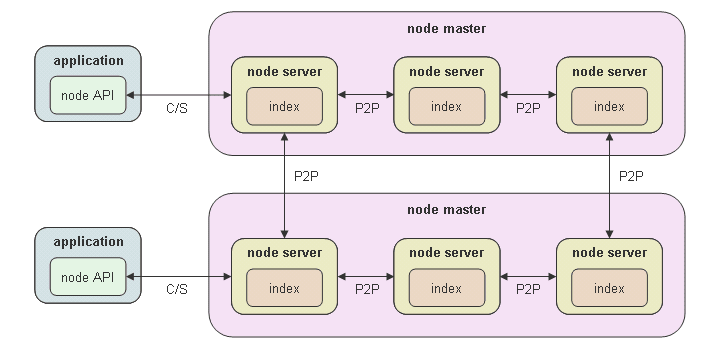 node master
application
node API
C/S
node server
index
P2P
node server
index
P2P
node server
index
P2P
P2P
node master
application
node API
C/S
node server
index
P2P
node server
index
P2P
node server
index